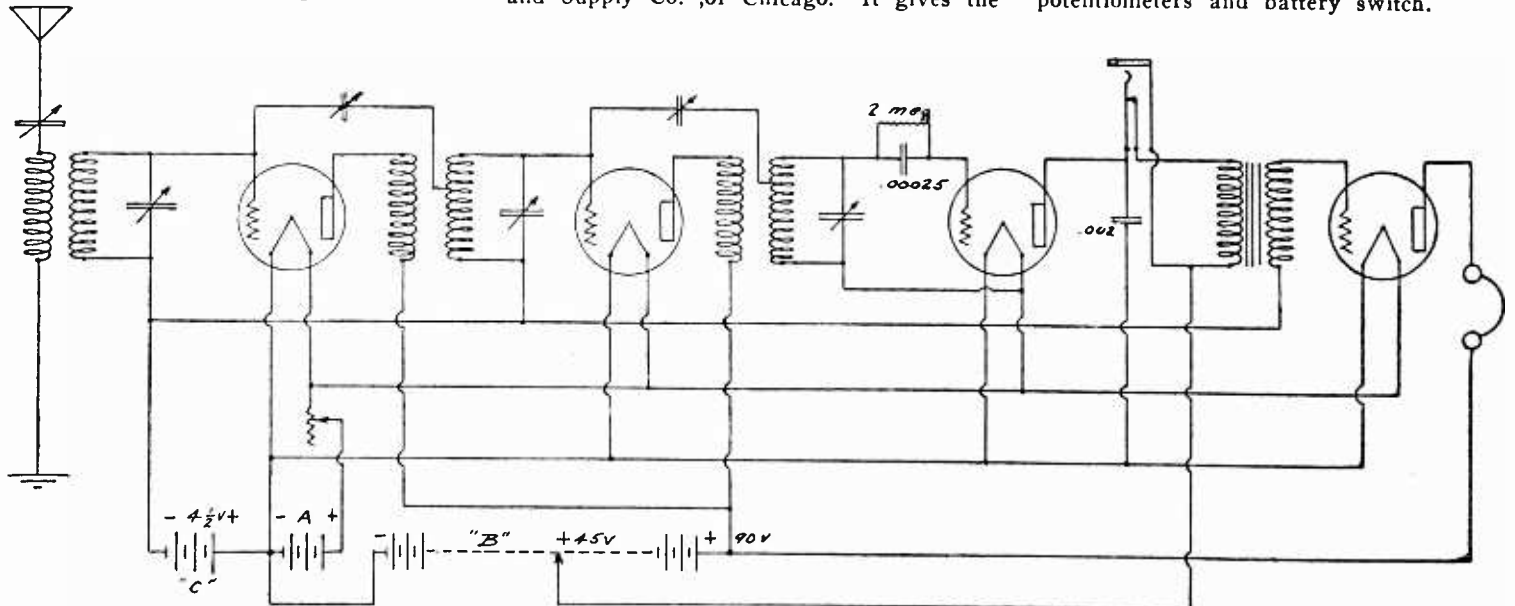 and Supply Co. ,of Chicago. It gives the
potentiometers and battery switch.
2 meg
.00025
.002
- 4½V+
- A +
-
"B"
+45V
+ 90V
"C"